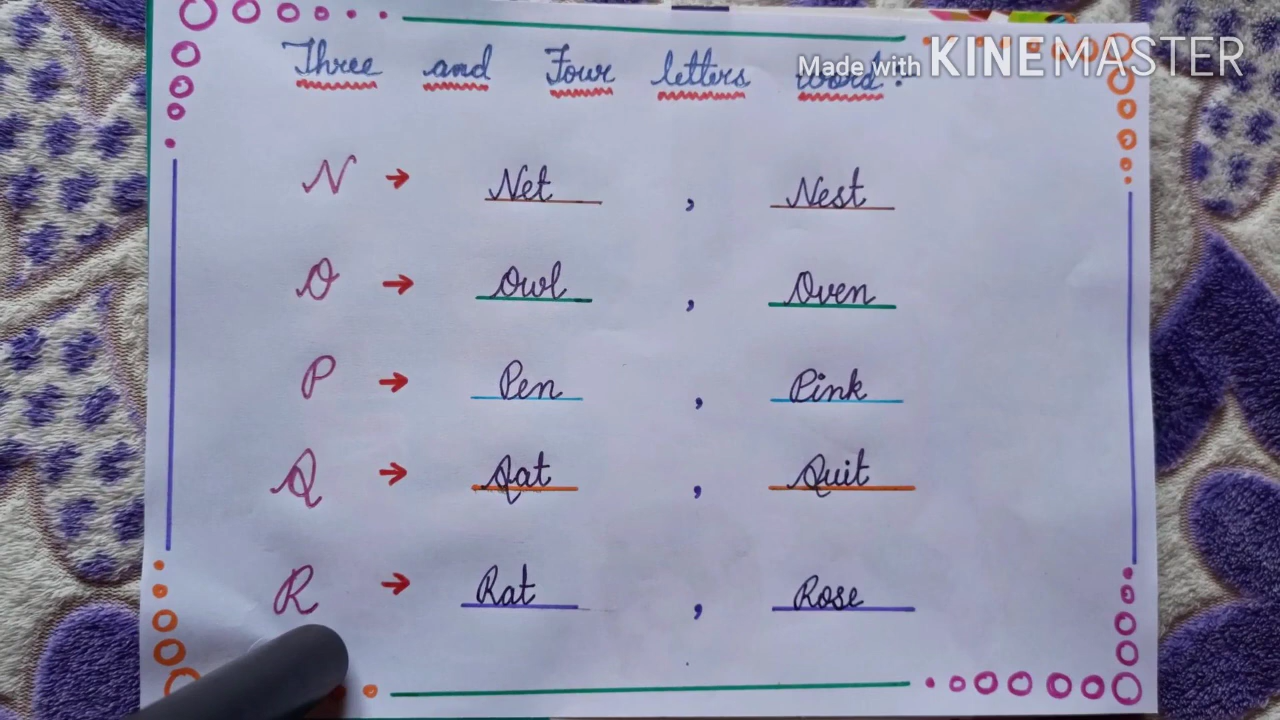 Made with KINEMASTER
Three and Four letters word:
N → Net , Nest
O → Owl , Oven
P → Pen , Pink
Q → Qat , Quit
R → Rat , Rose